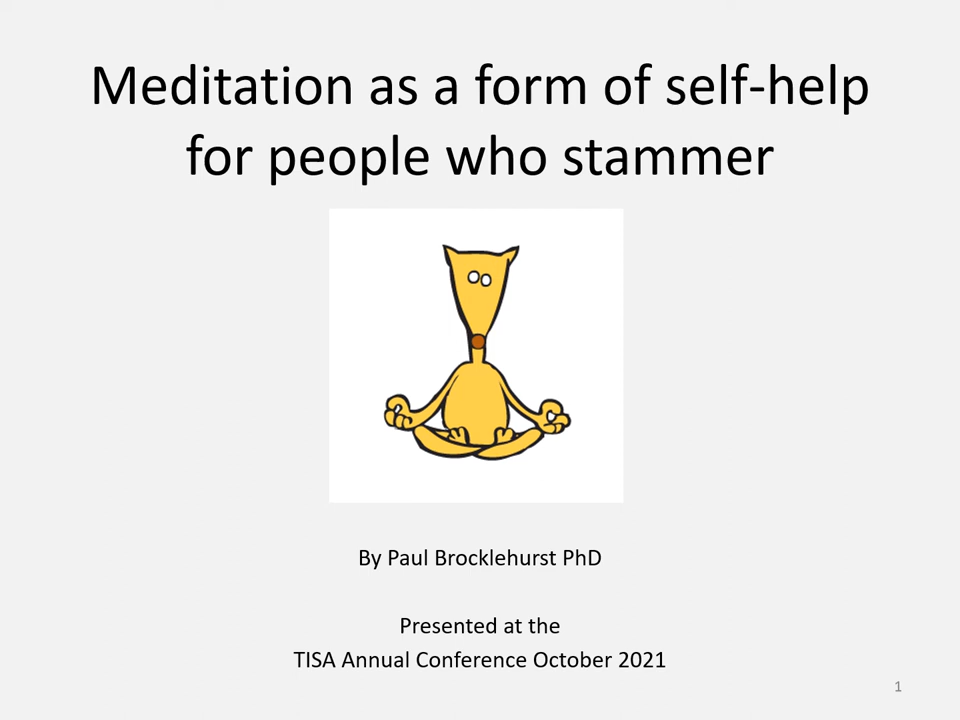 Meditation as a form of self-help
for people who stammer
By Paul Brocklehurst PhD
Presented at the
TISA Annual Conference October 2021
1